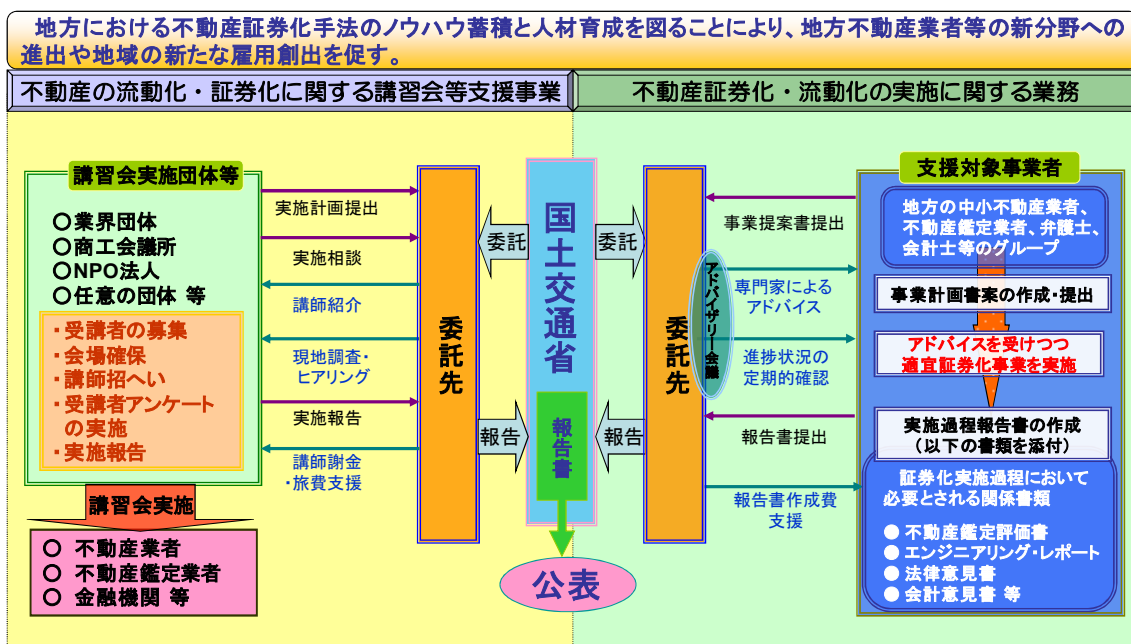 地方における不動産証券化手法のノウハウ蓄積と人材育成を図ることにより、地方不動産業者等の新分野への
進出や地域の新たな雇用創出を促す。
不動産の流動化・証券化に関する講習会等支援事業
不動産証券化・流動化の実施に関する業務
講習会実施団体等
〇業界団体
〇商工会議所
〇NPO法人
〇任意の団体 等
・受講者の募集
・会場確保
・講師招へい
・受講者アンケート
の実施
・実施報告
講習会実施
〇 不動産業者
〇 不動産鑑定業者
〇 金融機関 等
実施計画提出
実施相談
講師紹介
現地調査・
ヒアリング
実施報告
講師謝金
・旅費支援
委託先
委託
報告
国土交通省
報告書
公表
委託
報告
委託先
アドバイザリー会議
事業提案書提出
専門家による
アドバイス
進捗状況の
定期的確認
報告書提出
報告書作成費
支援
支援対象事業者
地方の中小不動産業者、
不動産鑑定業者、弁護士、
会計士等のグループ
事業計画書案の作成・提出
アドバイスを受けつつ
適宜証券化事業を実施
実施過程報告書の作成
(以下の書類を添付)
証券化実施過程において
必要とされる関係書類
● 不動産鑑定評価書
● エンジニアリング・レポート
● 法律意見書
● 会計意見書 等